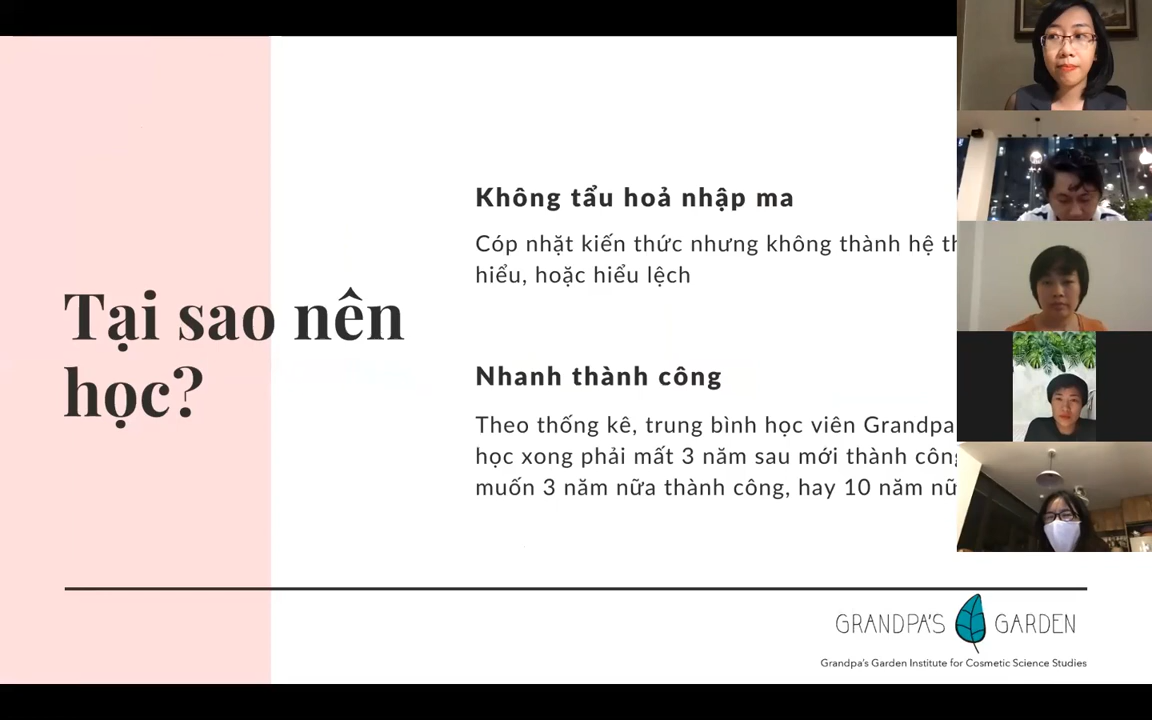 Tại sao nên
học?
Không tẩu hoả nhập ma
Cóp nhặt kiến thức nhưng không thành hệ
hiểu, hoặc hiểu lệch
Nhanh thành công
Theo thống kê, trung bình học viên Grandpa
học xong phải mất 3 năm sau mới thành công
muốn 3 năm nữa thành công, hay 10 năm
GRANDPA'S GARDEN
Grandpa's Garden Institute for Cosmetic Science Studies